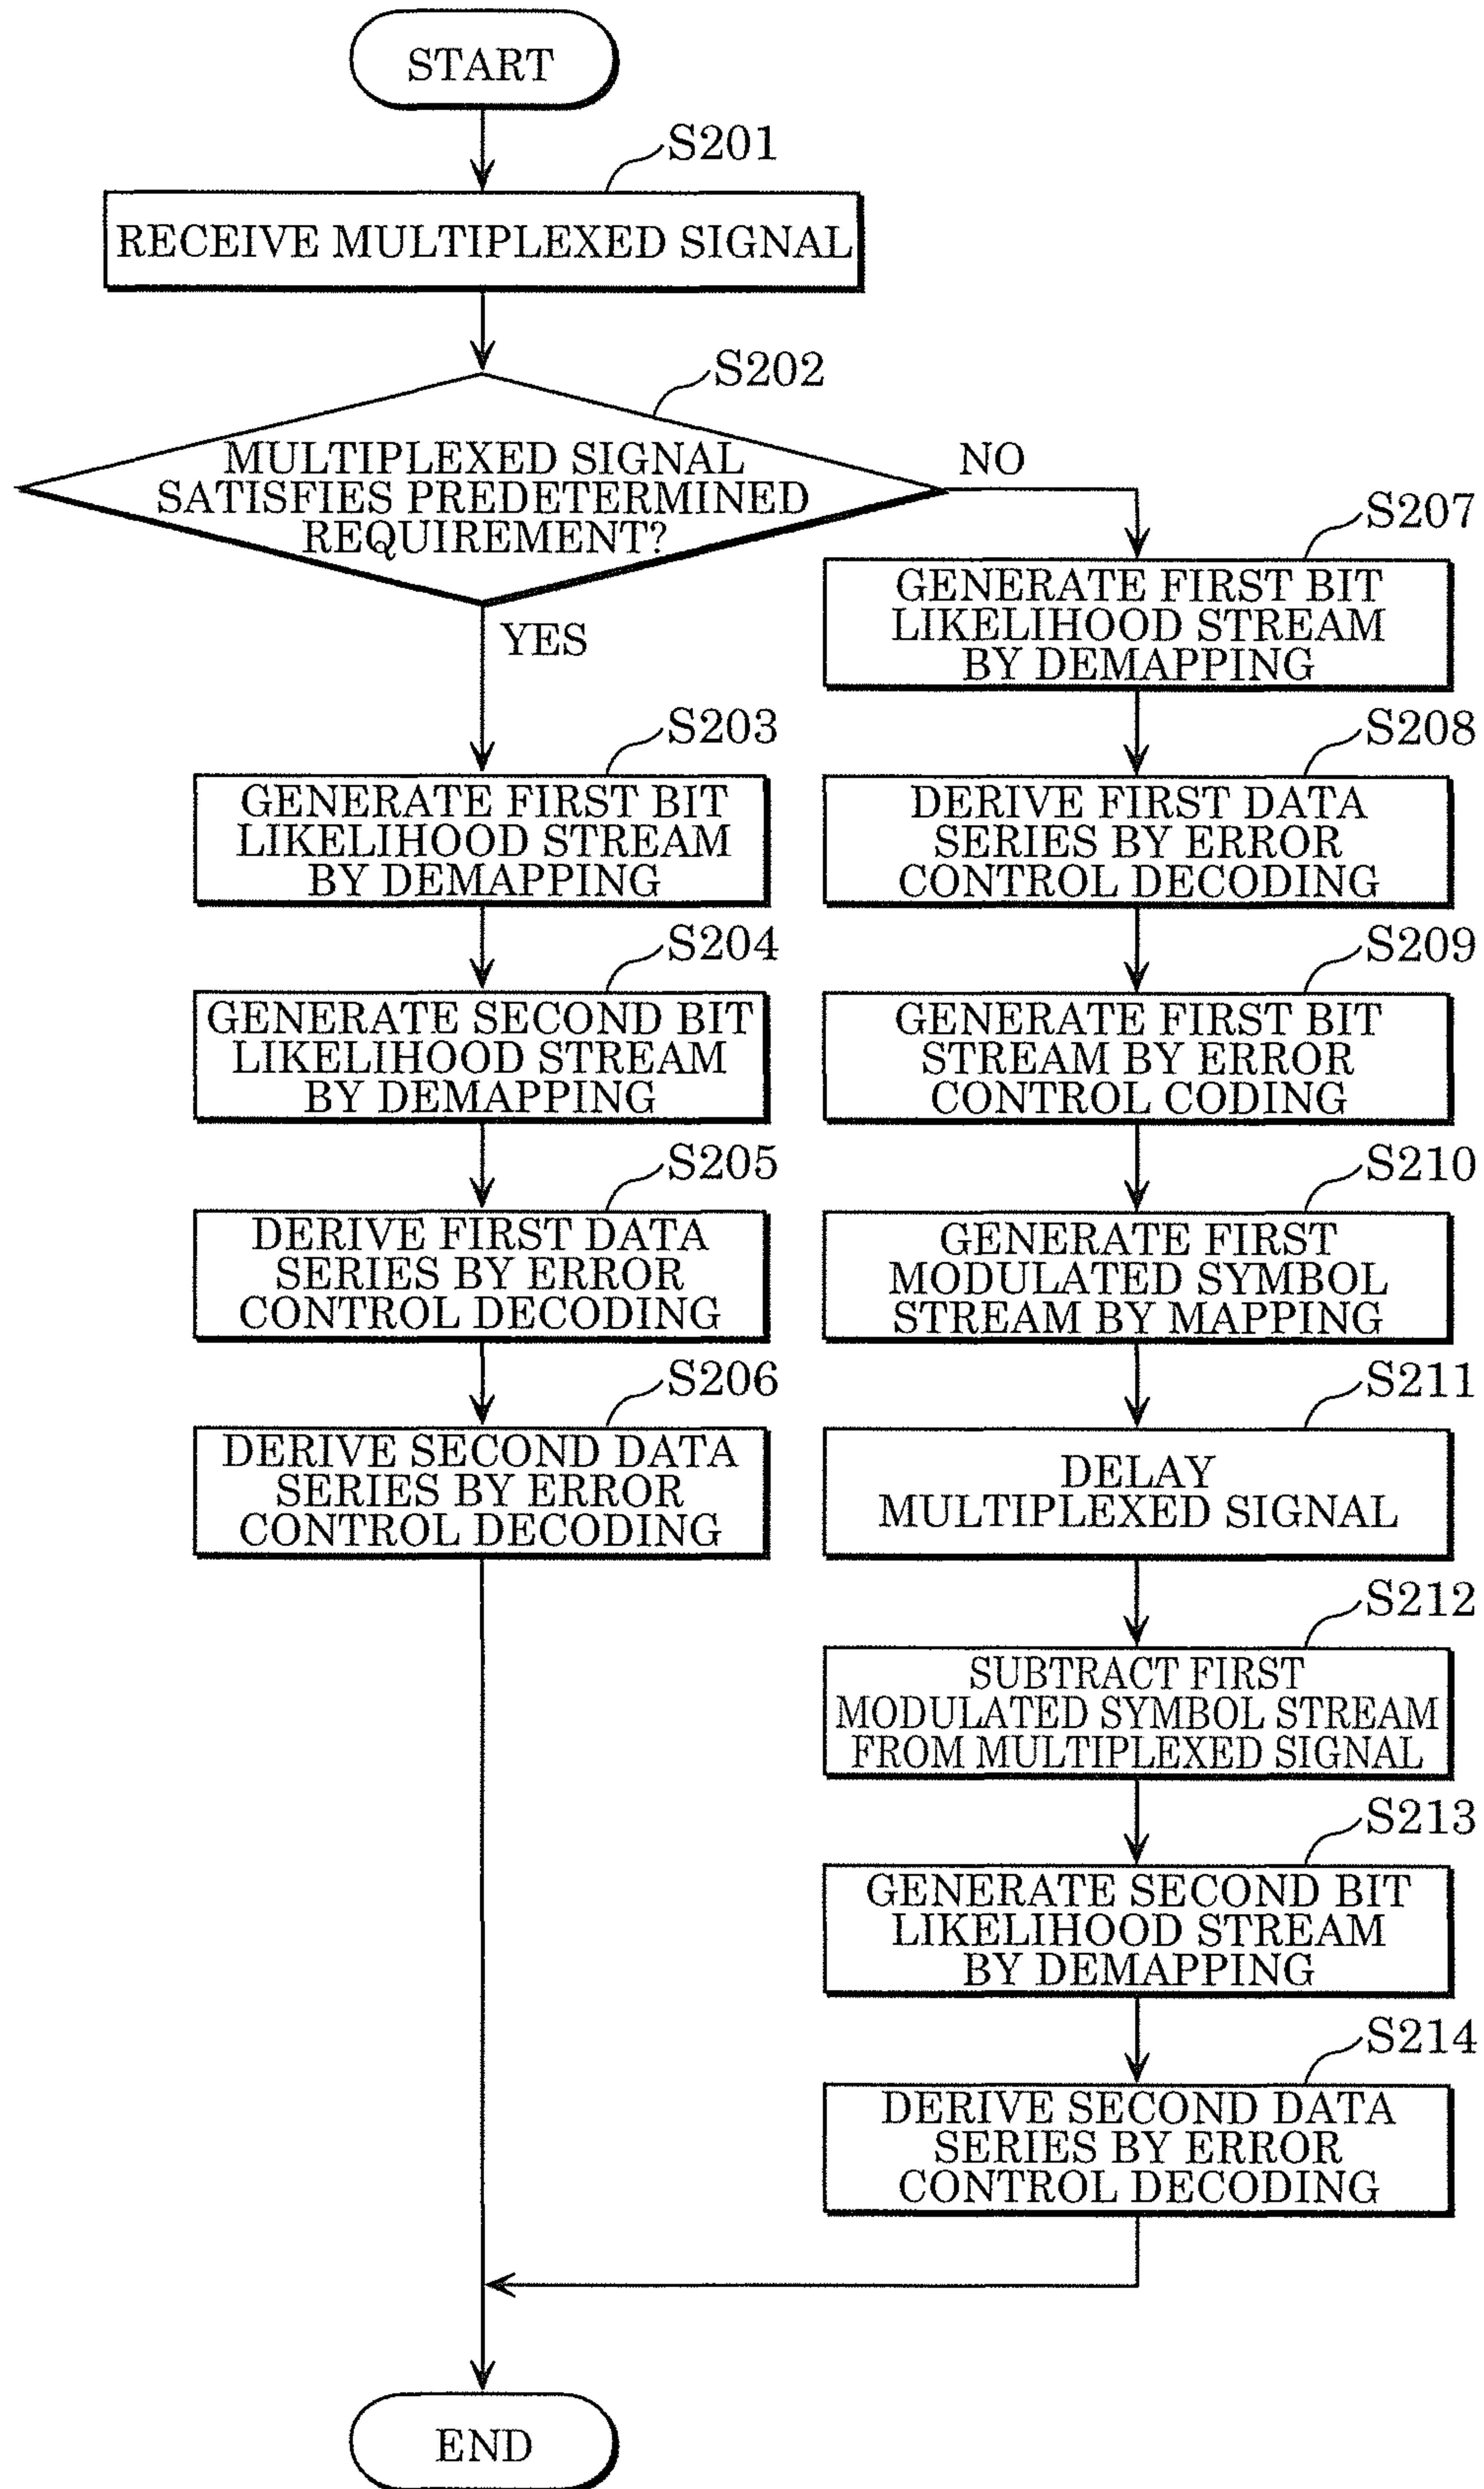 START
S201
RECEIVE MULTIPLEXED SIGNAL
S202
MULTIPLEXED SIGNAL
SATISFIES PREDETERMINED
REQUIREMENT?
NO
YES
S203
GENERATE FIRST BIT
LIKELIHOOD STREAM
BY DEMAPPING
S204
GENERATE SECOND BIT
LIKELIHOOD STREAM
BY DEMAPPING
S205
DERIVE FIRST DATA
SERIES BY ERROR
CONTROL DECODING
S206
DERIVE SECOND DATA
SERIES BY ERROR
CONTROL DECODING
S207
GENERATE FIRST BIT
LIKELIHOOD STREAM
BY DEMAPPING
S208
DERIVE FIRST DATA
SERIES BY ERROR
CONTROL DECODING
S209
GENERATE FIRST BIT
STREAM BY ERROR
CONTROL CODING
S210
GENERATE FIRST
MODULATED SYMBOL
STREAM BY MAPPING
S211
DELAY
MULTIPLEXED SIGNAL
S212
SUBTRACT FIRST
MODULATED SYMBOL STREAM
FROM MULTIPLEXED SIGNAL
S213
GENERATE SECOND BIT
LIKELIHOOD STREAM
BY DEMAPPING
S214
DERIVE SECOND DATA
SERIES BY ERROR
CONTROL DECODING
END